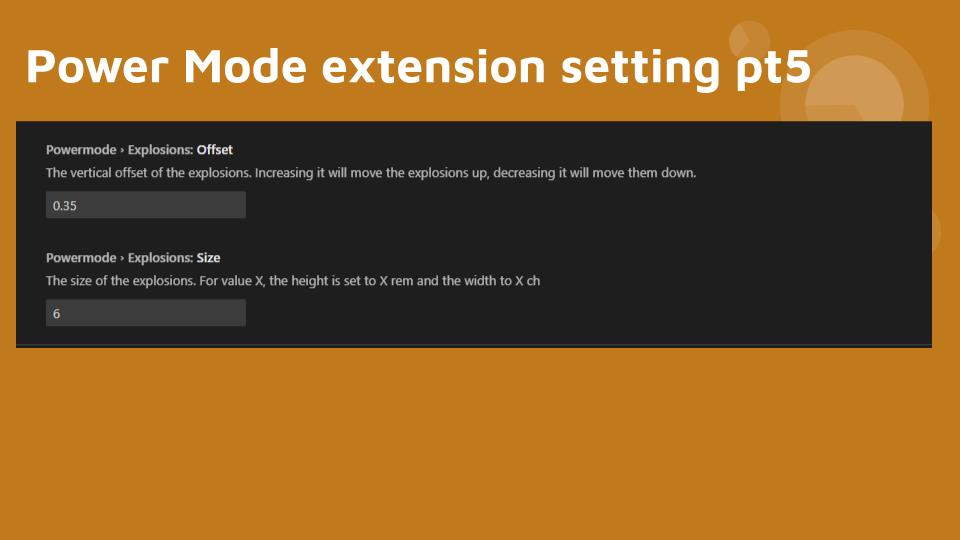 Power Mode extension setting pt5
Powermode › Explosions: Offset
The vertical offset of the explosions. Increasing it will move the explosions up, decreasing it will move them down.
0.35
Powermode › Explosions: Size
The size of the explosions. For value X, the height is set to X rem and the width to X ch
6